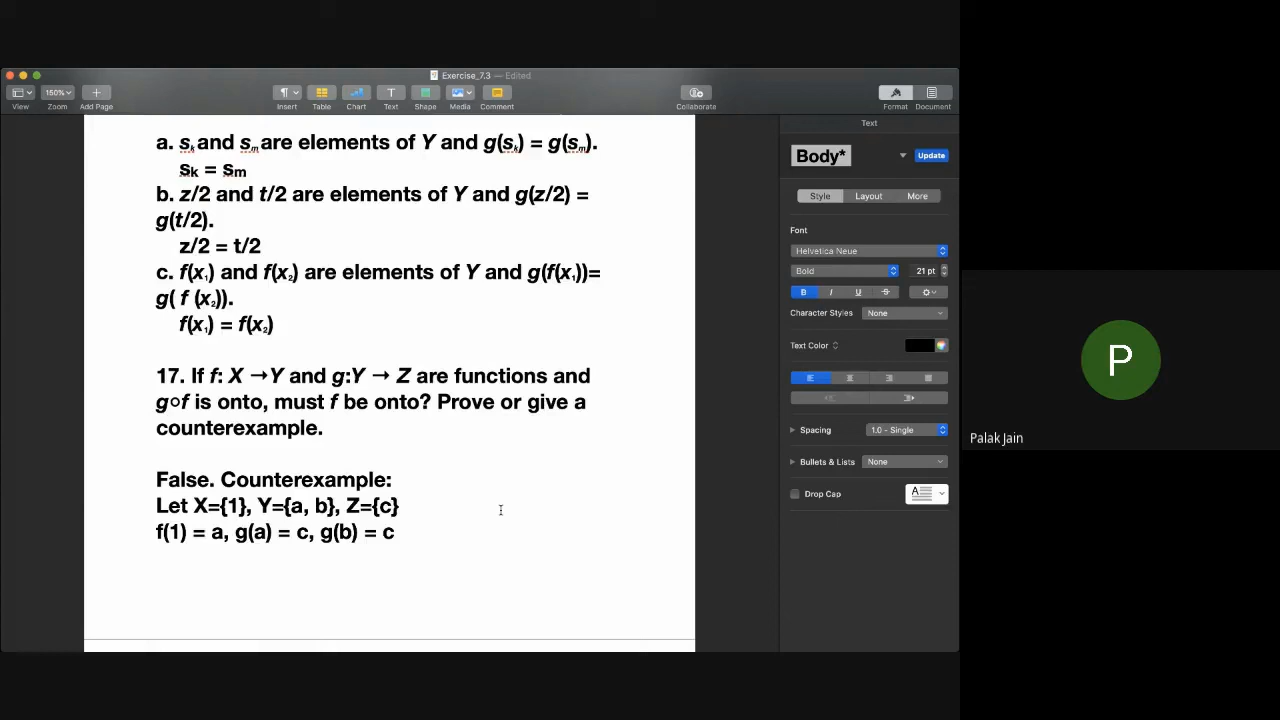 Exercise_7.3 — Edited
150%
View
Zoom
Add Page
Insert
Table
Chart
Text
Shape
Media
Comment
Collaborate
Format
Document
a. sₖ and sₘ are elements of Y and g(sₖ) = g(sₘ).
sₖ = sₘ
b. z/2 and t/2 are elements of Y and g(z/2) =
g(t/2).
z/2 = t/2
c. f(x₁) and f(x₂) are elements of Y and g(f(x₁))=
g( f (x₂)).
f(x₁) = f(x₂)
17. If f: X →Y and g:Y → Z are functions and
g○f is onto, must f be onto? Prove or give a
counterexample.
False. Counterexample:
Let X={1}, Y={a, b}, Z={c}
f(1) = a, g(a) = c, g(b) = c
Text
Body*
Update
Style
Layout
More
Font
Helvetica Neue
Bold
21 pt
B I U S
Character Styles
None
Text Color
Spacing
1.0 - Single
Bullets & Lists
None
Drop Cap
A
P
Palak Jain